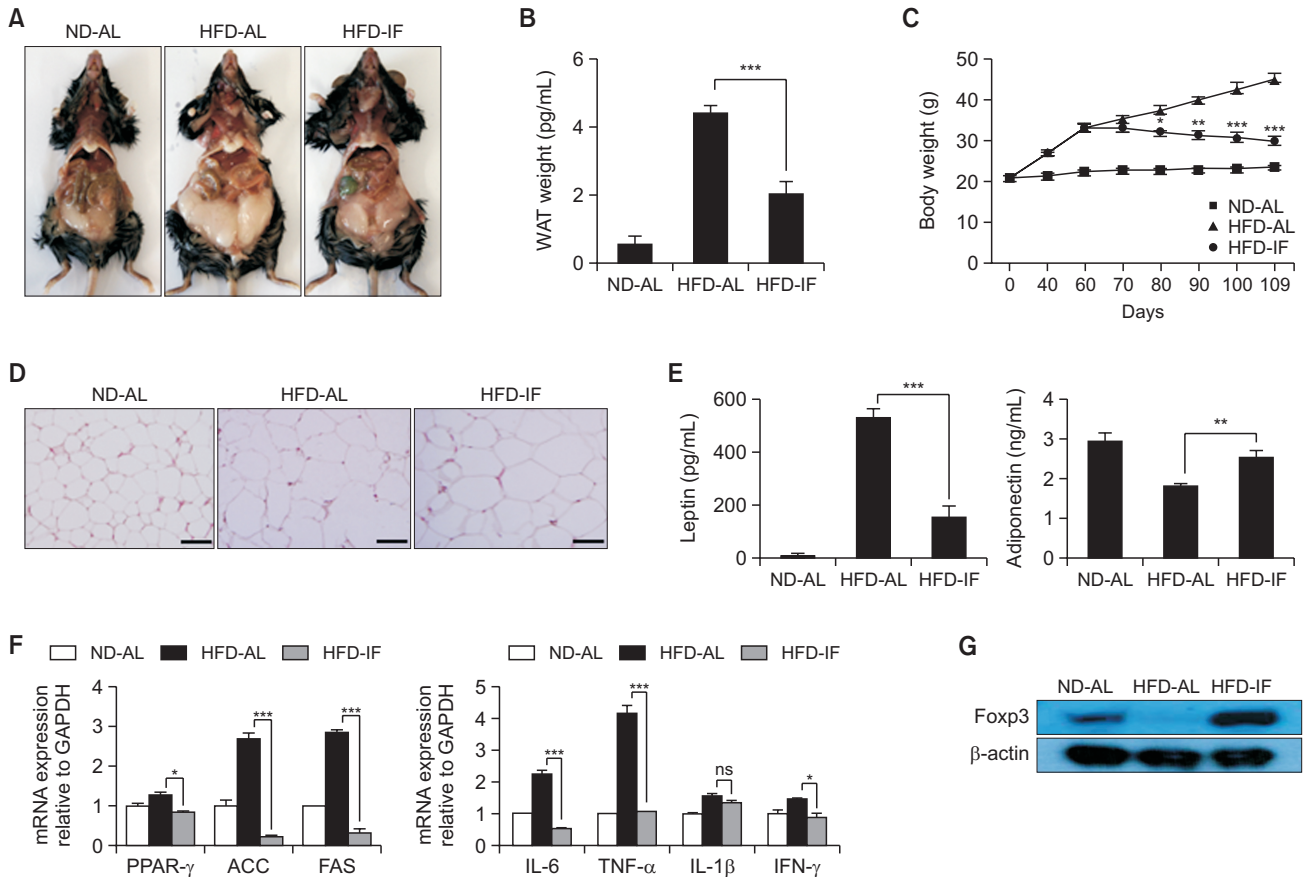 A
ND-AL
HFD-AL
HFD-IF
B
WAT weight (pg/mL)
6
4
2
0
***
ND-AL
HFD-AL
HFD-IF
C
Body weight (g)
50
40
30
20
10
0
*
**
***
***
ND-AL
HFD-AL
HFD-IF
0
40
60
70
80
90
100
109
Days
D
ND-AL
HFD-AL
HFD-IF
E
Leptin (pg/mL)
600
400
200
0
***
ND-AL
HFD-AL
HFD-IF
Adiponectin (ng/mL)
4
3
2
1
0
**
ND-AL
HFD-AL
HFD-IF
F
ND-AL
HFD-AL
HFD-IF
mRNA expression
relative to GAPDH
4
3
2
1
0
*
***
***
PPAR-γ
ACC
FAS
ND-AL
HFD-AL
HFD-IF
mRNA expression
relative to GAPDH
5
4
3
2
1
0
***
***
ns
*
IL-6
TNF-α
IL-1β
IFN-γ
G
ND-AL
HFD-AL
HFD-IF
Foxp3
β-actin